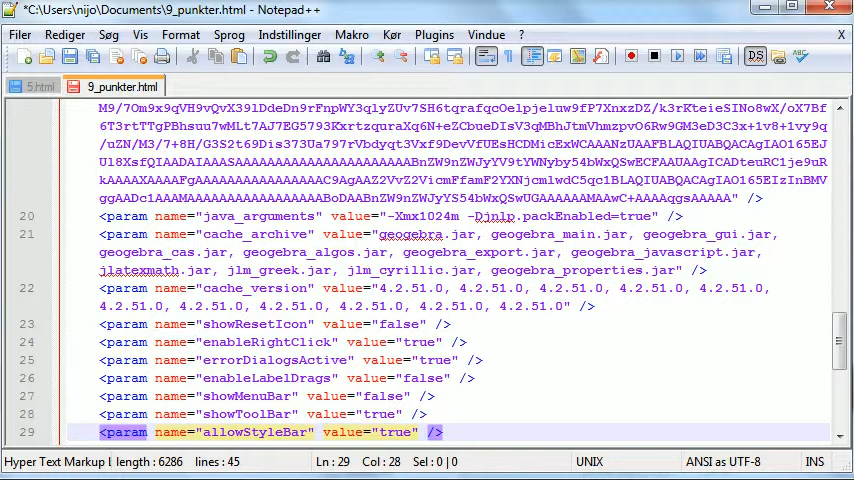 *C:\Users\nijo\Documents\9_punkter.html - Notepad++
Filer Rediger Søg Vis Format Sprog Indstillinger Makro Kør Plugins Vindue ? X
5.html 9_punkter.html
M9/7Om9x9qVH9vQvX39lDdeDn9rFnpWY3qlyZUv7SH6tqrafqcOelpjeluw9fP7XnxzDZ/k3rKteieSINo8wX/oX7Bf
6T3rtTTgPBhsuu7wMLt7AJ7EG5793KxrtzquraXq6N+eZCbueDIsV3qMBhJtmVhmzpvO6Rw9GM3eD3C3x+1v8+1vy9q
/uZN/M3/7+8H/G3S2t69Dis373Ua797rVbdyqt3Vxf9DevfUEsHCDMicExWCAAANzUAAFBLAQIUABQACAgIAO165EJ
Ul8XsfQIAADAIAAASAAAAAAAAAAAAAAAAAAAAAAAABnZW9nZWJyYV9tYWNyby54bWxQSwECFAAUAAgICADteuRC1je9uR
kAAAAXAAAAFgAAAAAAAAAAAAAAAAC9AgAAZ2VvZ2VicmFfamF2YXNjcmlwdC5qc1BLAQIUABQACAgIAO165EIzInBMVg
ggAADc1AAAMAAAAAAAAAAAAAAAAABoDAABnZW9nZWJyYS54bWxQSwUGAAAAAAMAAwC+AAAAqgsAAAAA" />
20 <param name="java_arguments" value="-Xmx1024m -Djnlp.packEnabled=true" />
21 <param name="cache_archive" value="geogebra.jar, geogebra_main.jar, geogebra_gui.jar,
geogebra_cas.jar, geogebra_algos.jar, geogebra_export.jar, geogebra_javascript.jar,
jlatexmath.jar, jlm_greek.jar, jlm_cyrillic.jar, geogebra_properties.jar" />
22 <param name="cache_version" value="4.2.51.0, 4.2.51.0, 4.2.51.0, 4.2.51.0, 4.2.51.0,
4.2.51.0, 4.2.51.0, 4.2.51.0, 4.2.51.0, 4.2.51.0, 4.2.51.0" />
23 <param name="showResetIcon" value="false" />
24 <param name="enableRightClick" value="true" />
25 <param name="errorDialogsActive" value="true" />
26 <param name="enableLabelDrags" value="false" />
27 <param name="showMenuBar" value="false" />
28 <param name="showToolBar" value="true" />
29 <param name="allowStyleBar" value="true" />
Hyper Text Markup L length : 6286 lines : 45 Ln : 29 Col : 28 Sel : 0 | 0 UNIX ANSI as UTF-8 INS